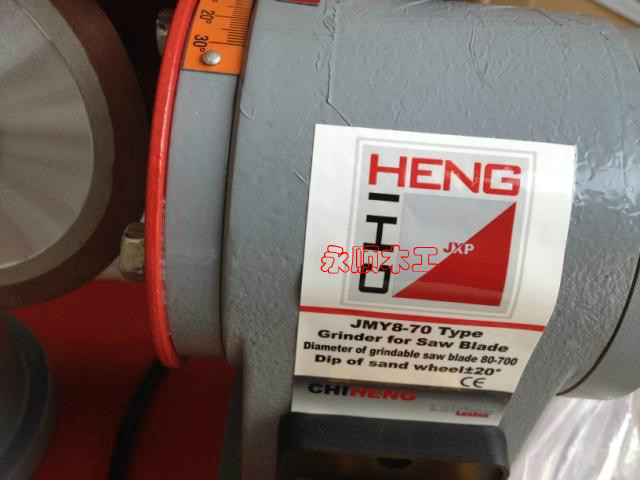 20°
30°
HENG
CHI
JXP
永顺木工
JMY8-70 Type
Grinder for Saw Blade
Diameter of grindable saw blade 80-700
Dip of sand wheel±20°
CE
CHIHENG